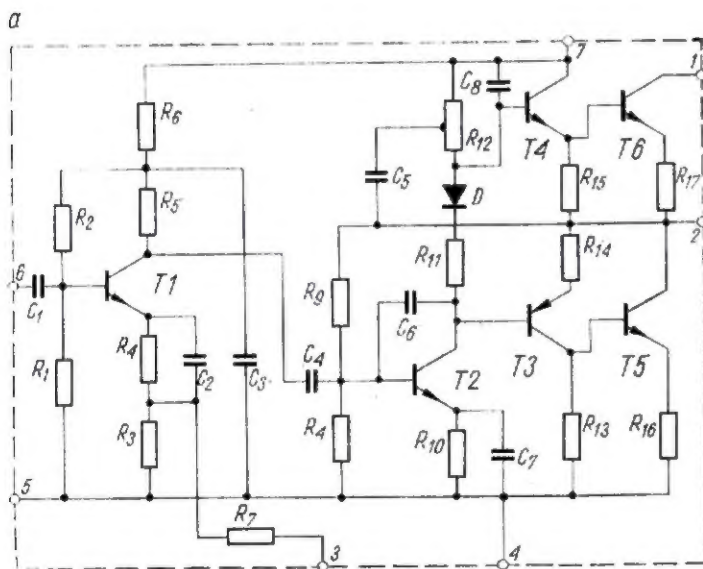 a
7
1
R6
C8
R12
T4
T6
C5
R15
R17
R2
R5
D
2
R11
R14
6
C1
T1
R9
C6
R4
C2
C3
C4
T2
T3
T5
R1
R3
R4
R10
C7
R13
R16
5
R7
3
4